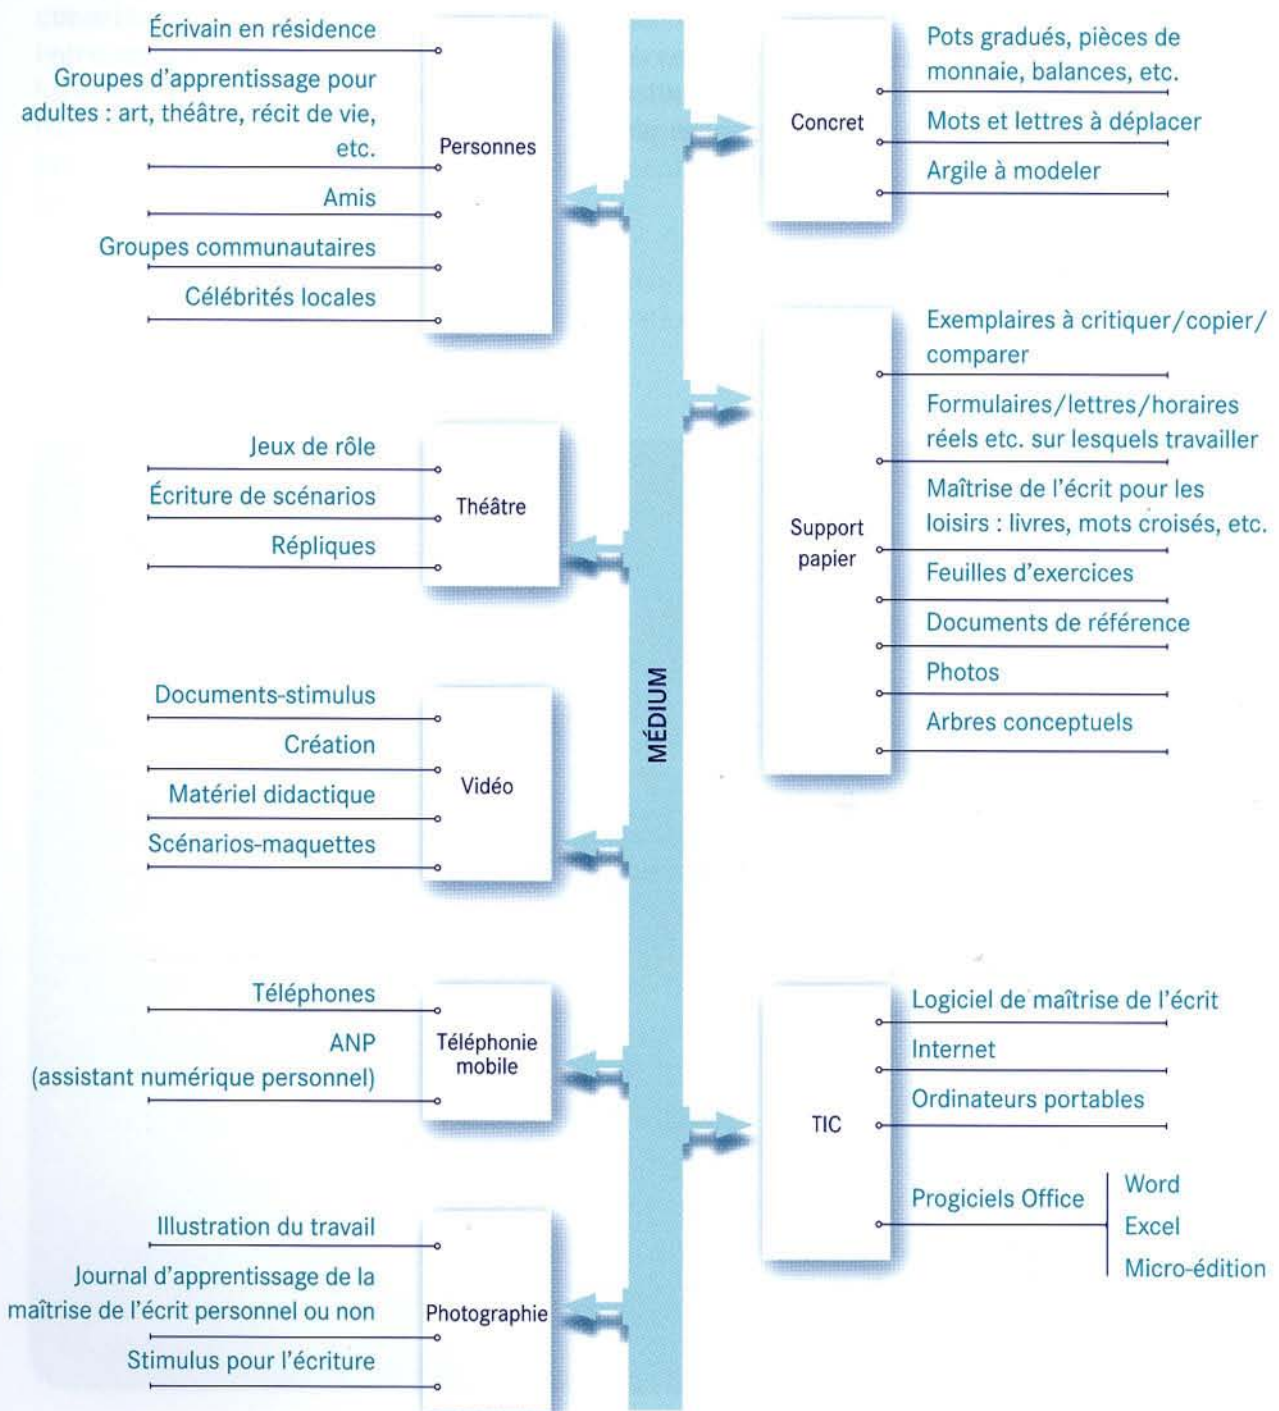 Écrivain en résidence
Groupes d'apprentissage pour
adultes : art, théâtre, récit de vie,
etc.
Amis
Groupes communautaires
Célébrités locales
Personnes
Jeux de rôle
Écriture de scénarios
Répliques
Théâtre
Documents-stimulus
Création
Matériel didactique
Scénarios-maquettes
Vidéo
Téléphones
ANP
(assistant numérique personnel)
Téléphonie
mobile
Illustration du travail
Journal d'apprentissage de la
maîtrise de l'écrit personnel ou non
Stimulus pour l'écriture
Photographie
MÉDIUM
Concret
Pots gradués, pièces de
monnaie, balances, etc.
Mots et lettres à déplacer
Argile à modeler
Support
papier
Exemplaires à critiquer/copier/
comparer
Formulaires/lettres/horaires
réels etc. sur lesquels travailler
Maîtrise de l'écrit pour les
loisirs : livres, mots croisés, etc.
Feuilles d'exercices
Documents de référence
Photos
Arbres conceptuels
TIC
Logiciel de maîtrise de l'écrit
Internet
Ordinateurs portables
Progiciels Office
Word
Excel
Micro-édition